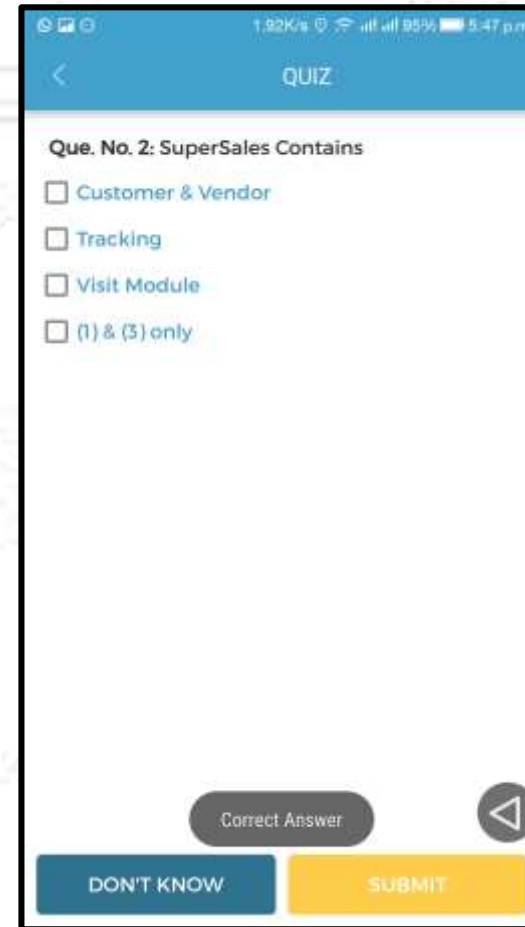 1.92K/s 95% 5:47 p.m
QUIZ
Que. No. 2: SuperSales Contains
Customer & Vendor
Tracking
Visit Module
(1) & (3) only
Correct Answer
DON'T KNOW
SUBMIT